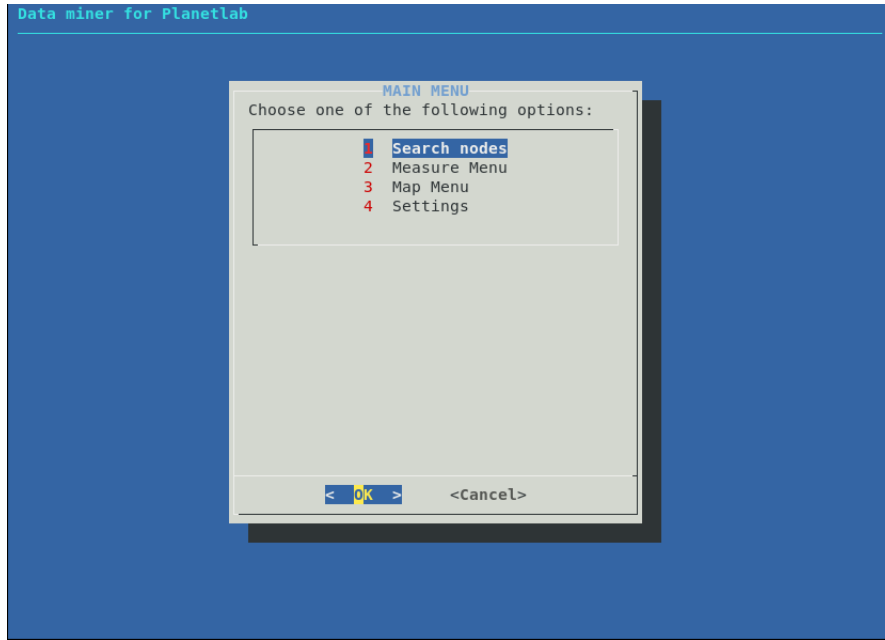 Data miner for Planetlab
MAIN MENU
Choose one of the following options:
1 Search nodes
2 Measure Menu
3 Map Menu
4 Settings
< OK > <Cancel>